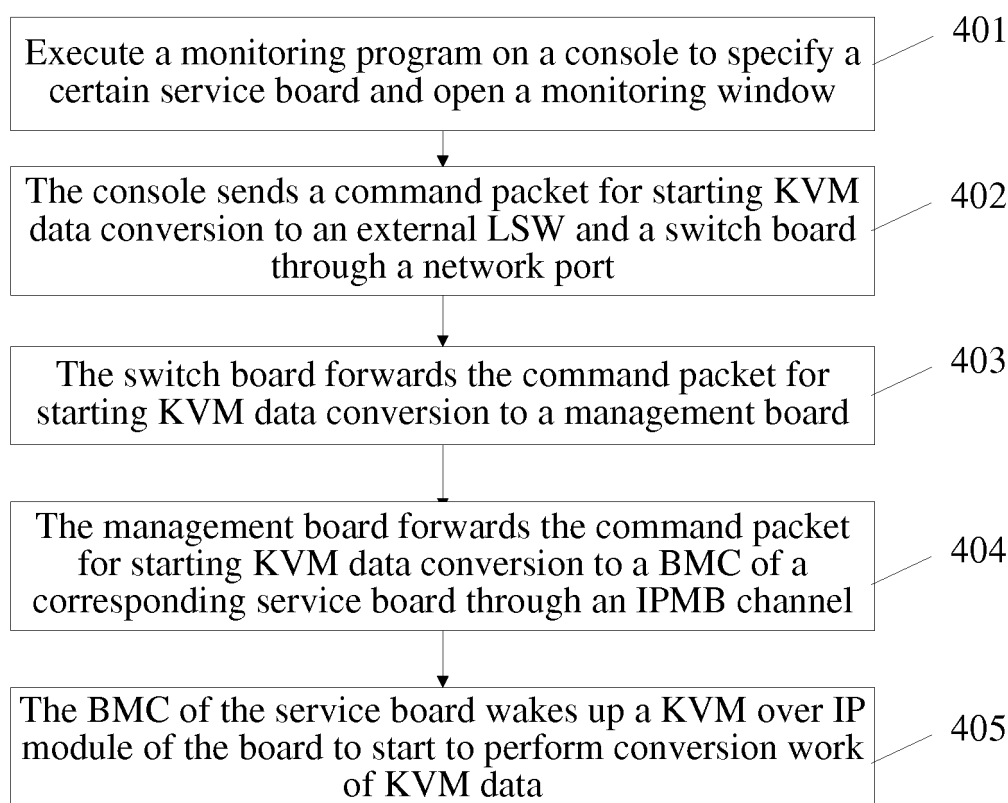 Execute a monitoring program on a console to specify a
certain service board and open a monitoring window
401
The console sends a command packet for starting KVM
data conversion to an external LSW and a switch board
through a network port
402
The switch board forwards the command packet for
starting KVM data conversion to a management board
403
The management board forwards the command packet
for starting KVM data conversion to a BMC of a
corresponding service board through an IPMB channel
404
The BMC of the service board wakes up a KVM over IP
module of the board to start to perform conversion work
of KVM data
405